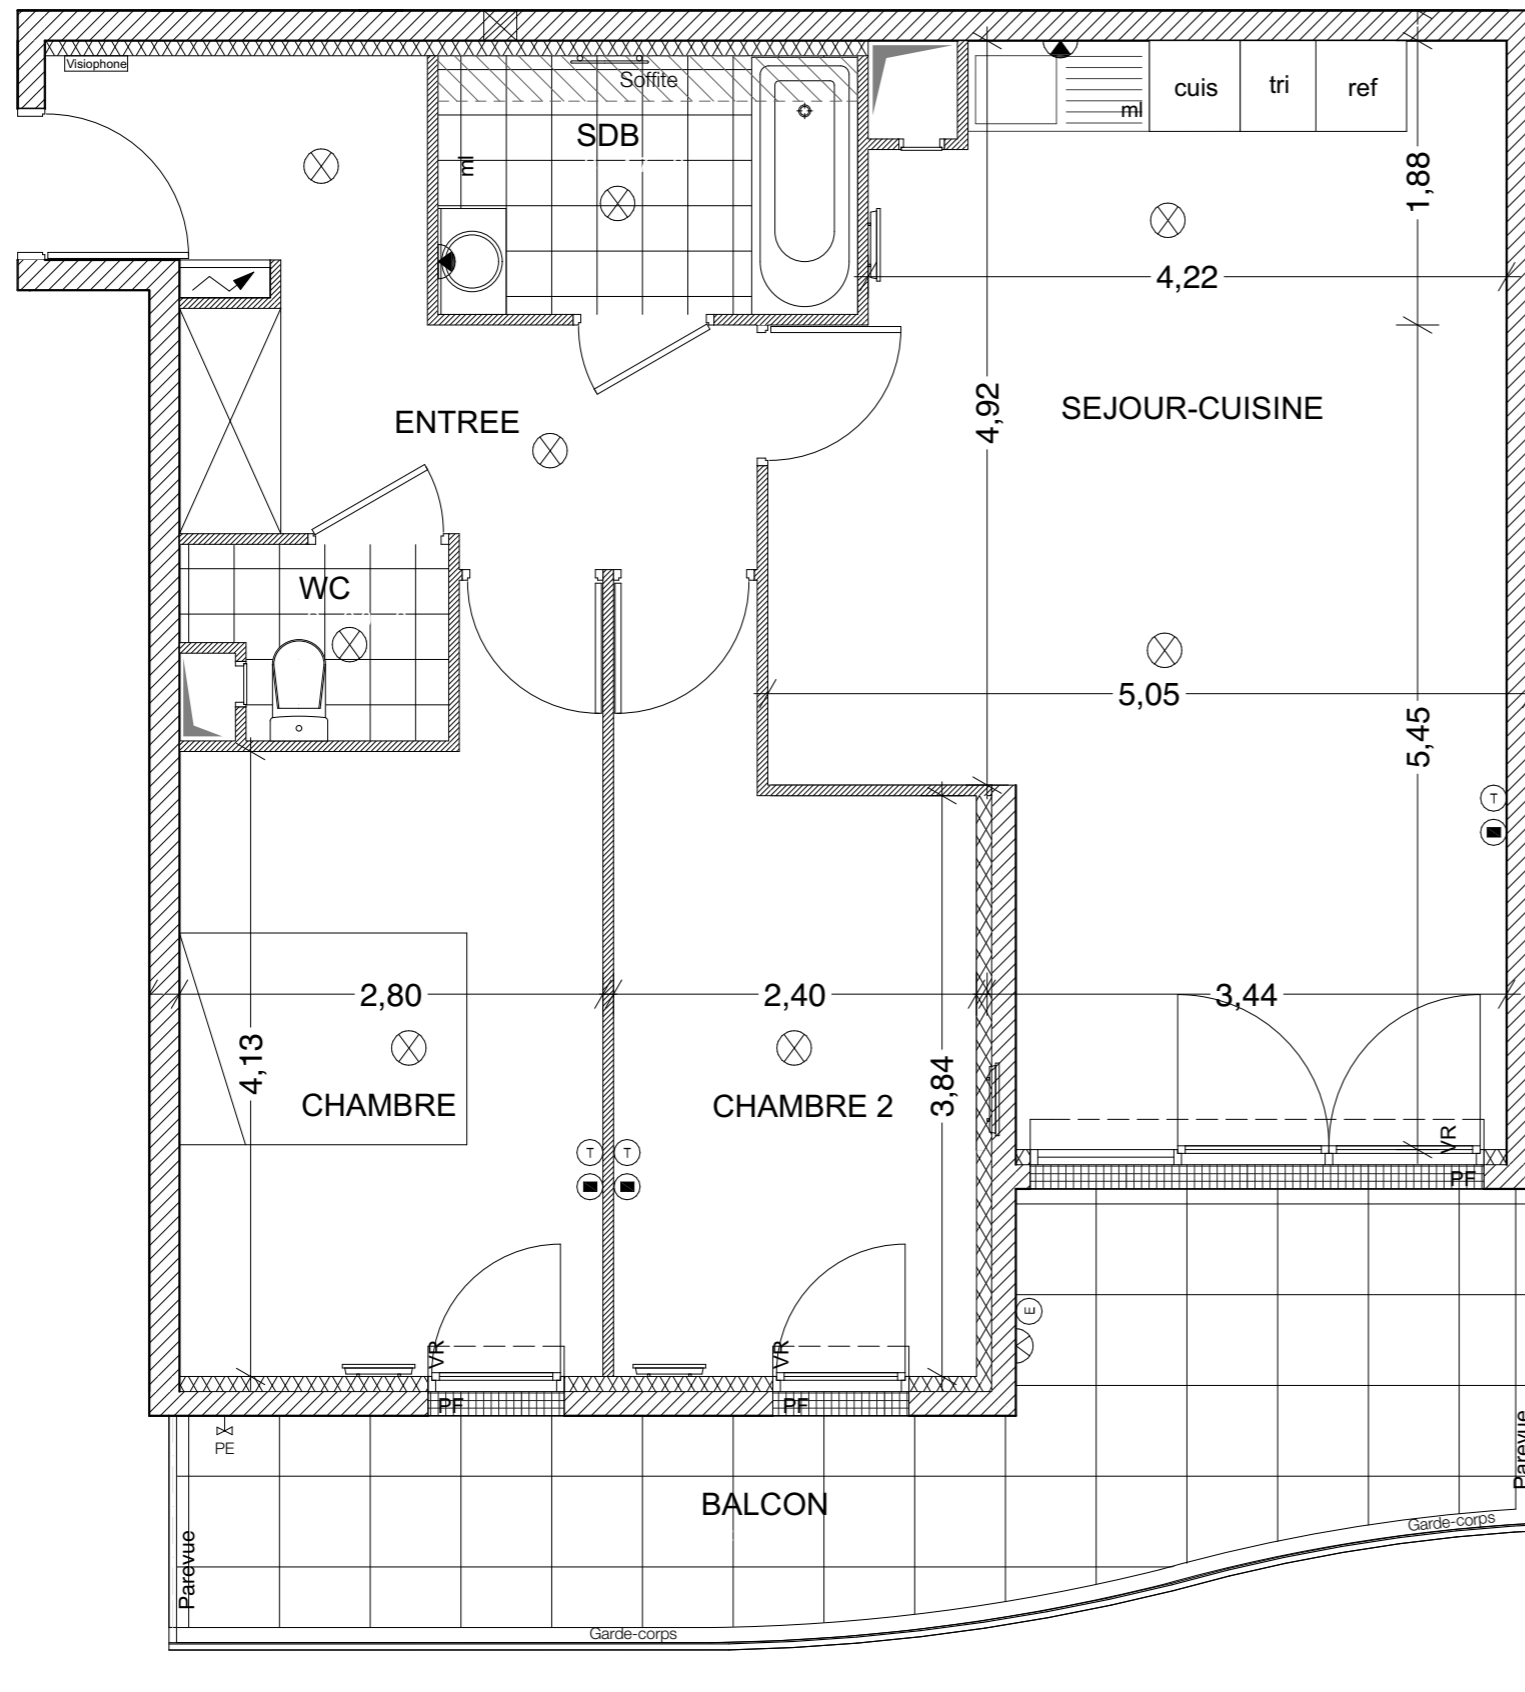 Visiophone
Soffite
SDB
ml
ml
cuis
tri
ref
1,88
4,22
ENTREE
4,92
SEJOUR-CUISINE
WC
5,05
5,45
T
2,80
2,40
3,44
4,13
3,84
CHAMBRE
CHAMBRE 2
T
T
VR
PF
E
VR
VR
PF
PF
PE
BALCON
Parevue
Parevue
Garde-corps
Garde-corps